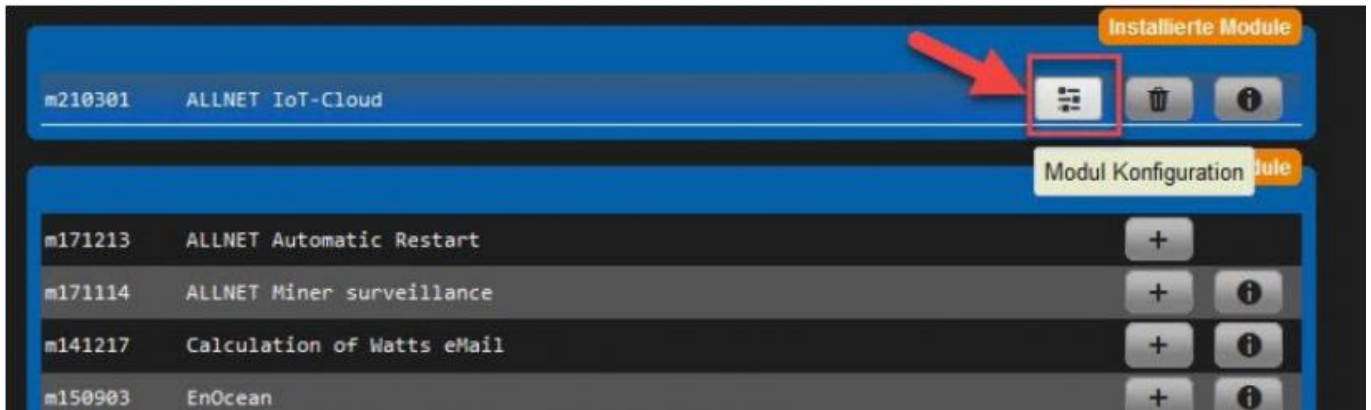 Installierte Module
m210301 ALLNET IoT-Cloud
Modul Konfiguration
m171213 ALLNET Automatic Restart
m171114 ALLNET Miner surveillance
m141217 Calculation of Watts eMail
m150903 EnOcean